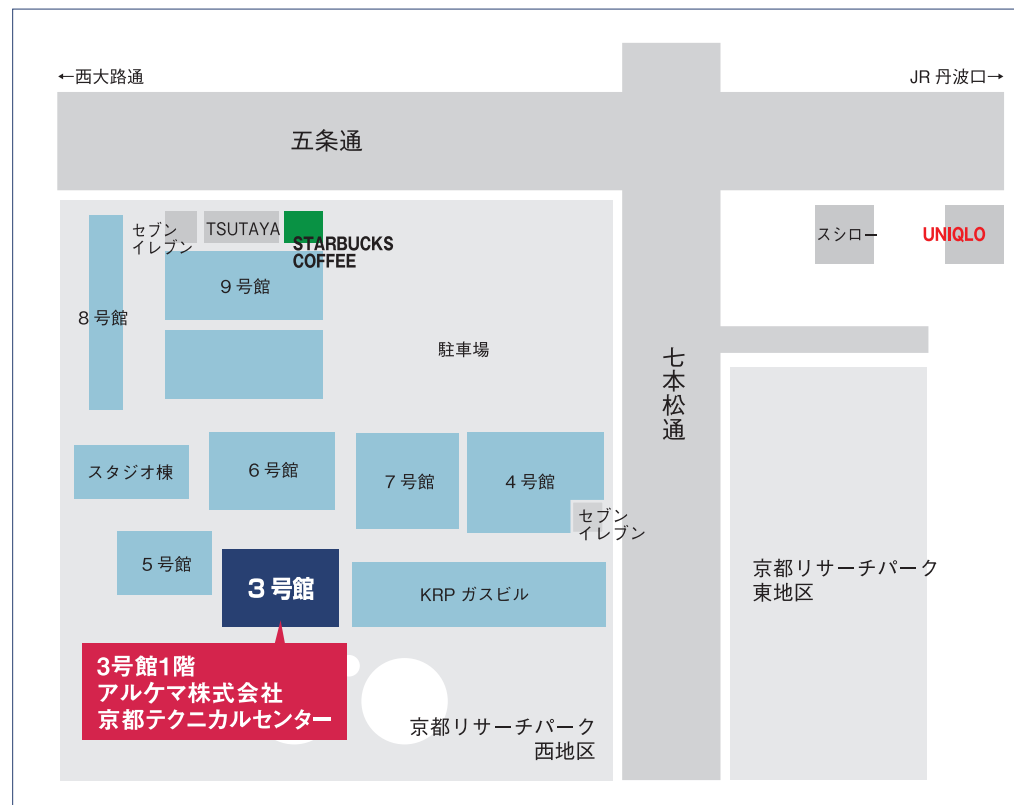 ←西大路通
JR 丹波口→
五条通
セブン
イレブン
TSUTAYA
STARBUCKS
COFFEE
スシロー
UNIQLO
9 号館
8 号館
駐車場
七本松通
スタジオ棟
6 号館
7 号館
4 号館
セブン
イレブン
5 号館
3 号館
KRP ガスビル
京都リサーチパーク
東地区
3号館1階
アルケマ株式会社
京都テクニカルセンター
京都リサーチパーク
西地区